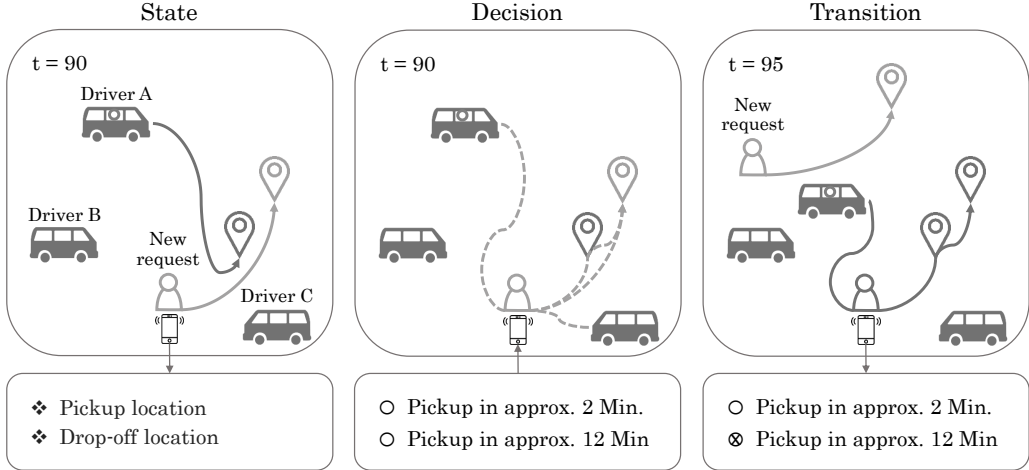 State
t = 90
Driver A
Driver B
New
request
Driver C
❖ Pickup location
❖ Drop-off location
Decision
t = 90
○ Pickup in approx. 2 Min.
○ Pickup in approx. 12 Min
Transition
t = 95
New
request
○ Pickup in approx. 2 Min.
⊗ Pickup in approx. 12 Min